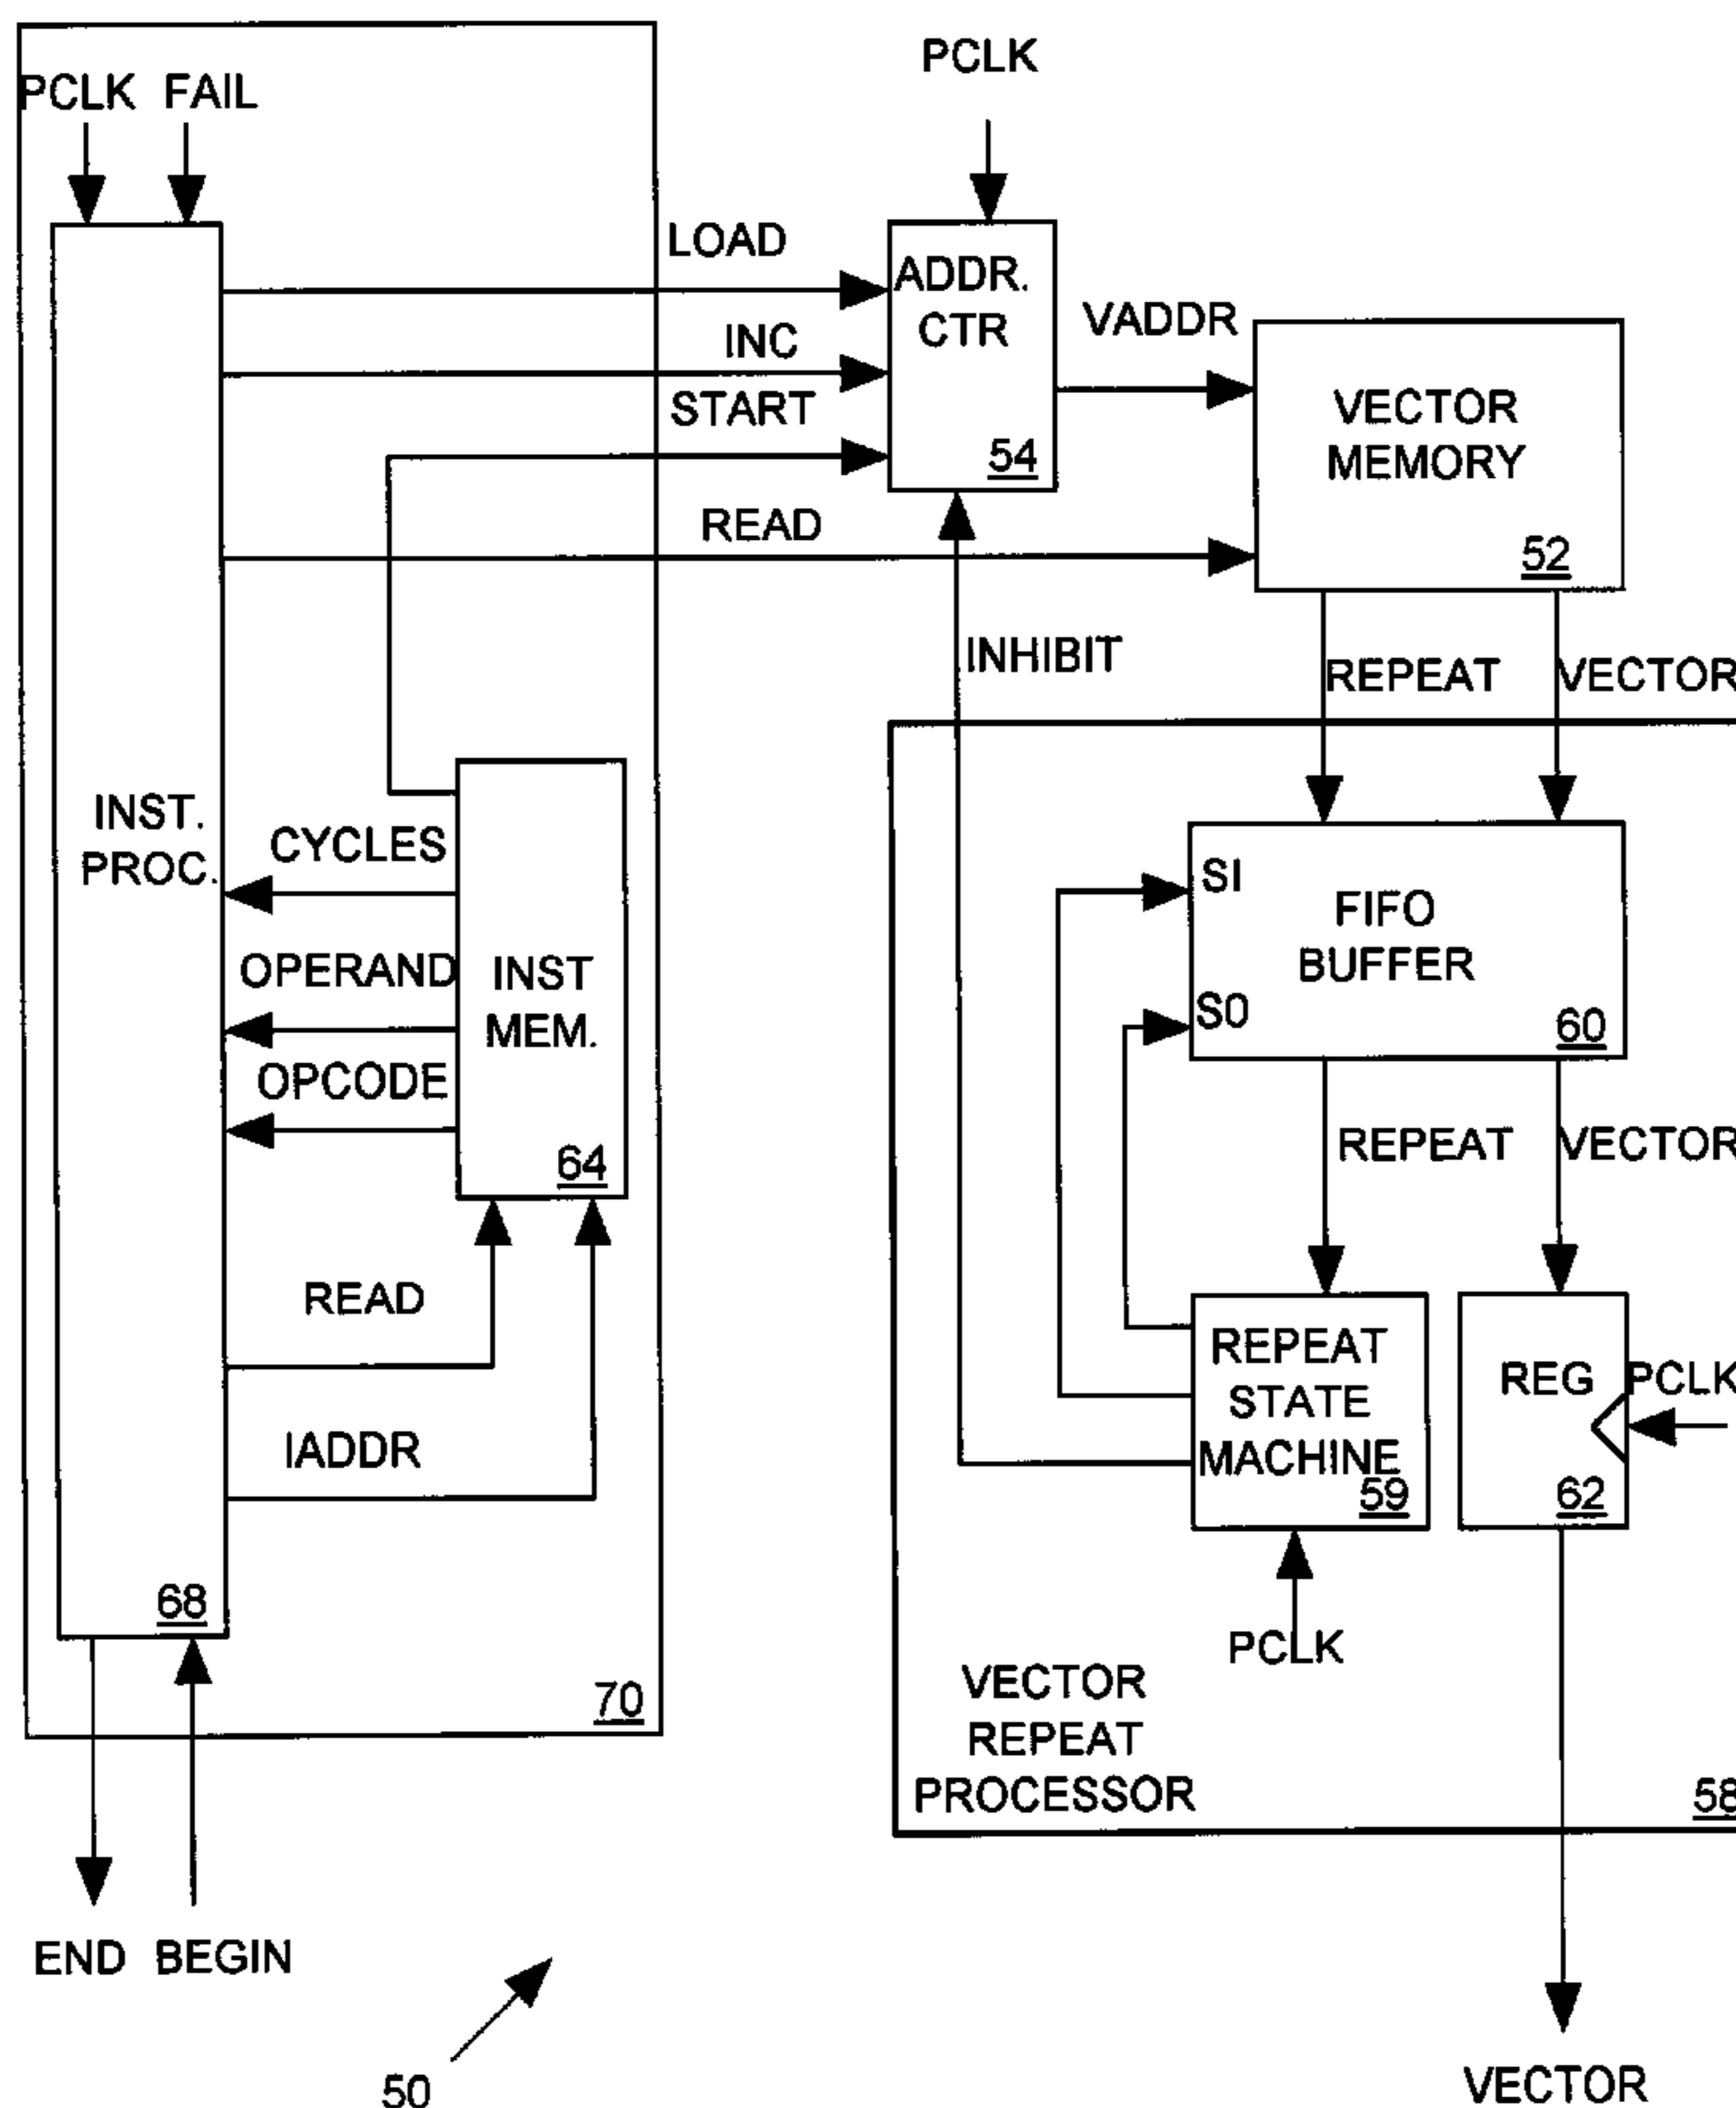 PCLK FAIL
PCLK
LOAD
INC
START
ADDR.
CTR
54
VADDR
VECTOR
MEMORY
52
READ
INHIBIT
REPEAT
VECTOR
INST.
PROC.
CYCLES
OPERAND
OPCODE
INST
MEM.
64
SI
S0
FIFO
BUFFER
60
REPEAT
VECTOR
READ
IADDR
REPEAT
STATE
MACHINE
59
REG
PCLK
62
68
PCLK
70
VECTOR
REPEAT
PROCESSOR
58
END BEGIN
50
VECTOR